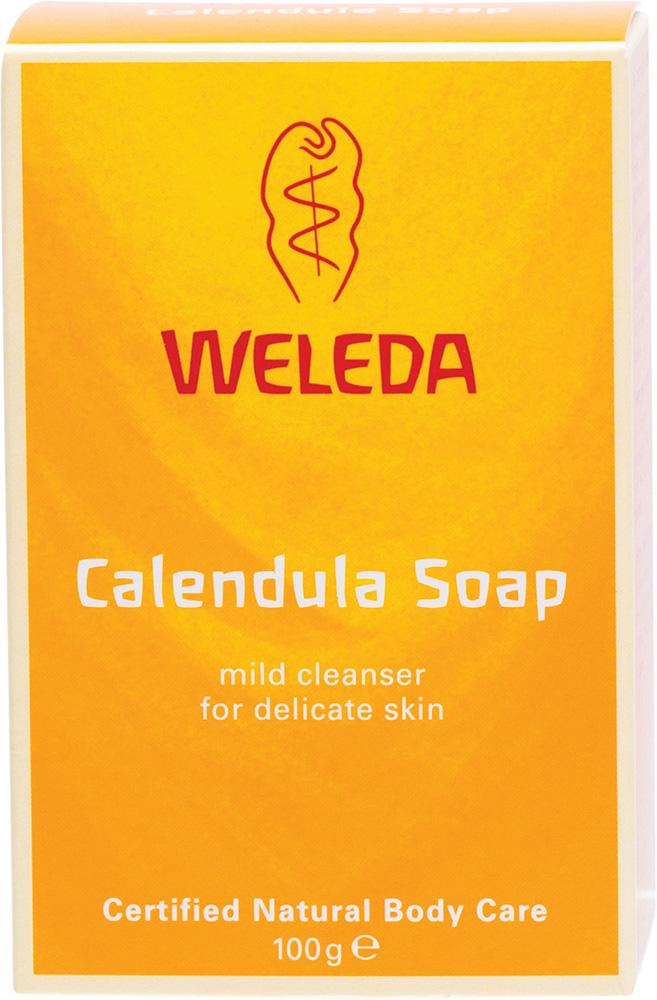 Calendula Soap
WELEDA
Calendula Soap
mild cleanser
for delicate skin
Certified Natural Body Care
100g ℮